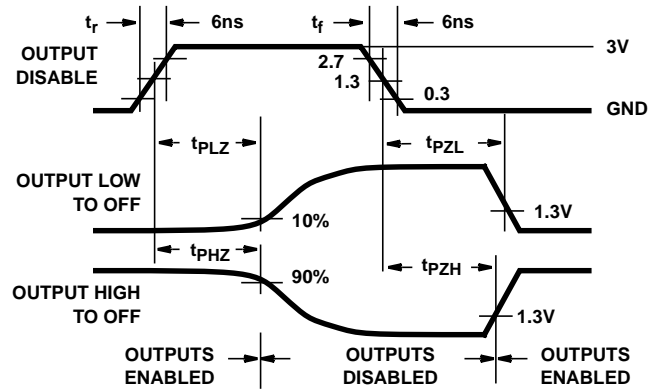 tr 6ns tf 6ns
OUTPUT
DISABLE
3V
2.7
1.3
0.3
GND
tPLZ tPZL
OUTPUT LOW
TO OFF
10%
1.3V
tPHZ tPZH
90%
OUTPUT HIGH
TO OFF
1.3V
OUTPUTS
ENABLED
OUTPUTS
DISABLED
OUTPUTS
ENABLED